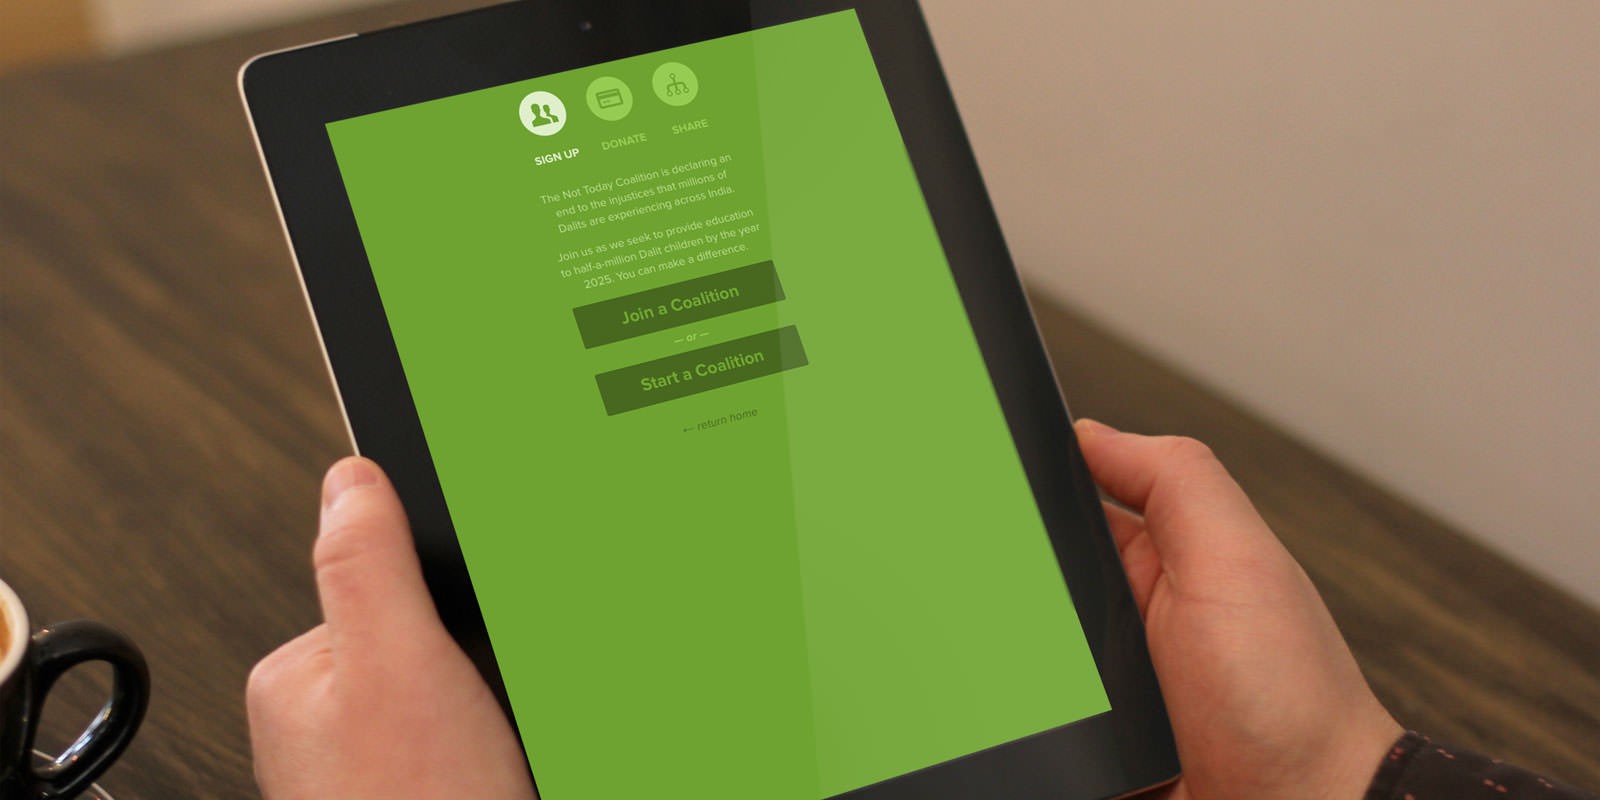 SIGN UP
DONATE
SHARE
The Not Today Coalition is declaring an
end to the injustices that millions of
Dalits are experiencing across India.
Join us as we seek to provide education
to half-a-million Dalit children by the year
2025. You can make a difference.
Join a Coalition
— or —
Start a Coalition
← return home